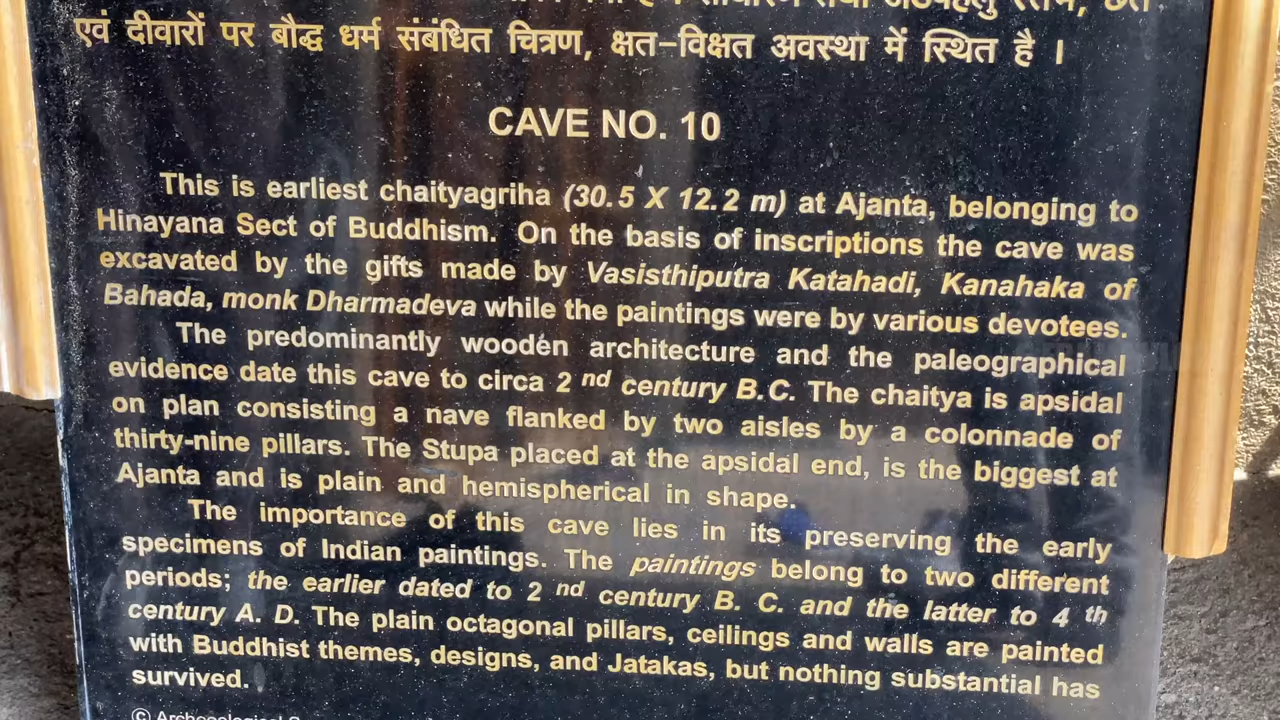 साधारण तथा अठपहलु स्तंभ, छत
एवं दीवारों पर बौद्ध धर्म संबंधित चित्रण, क्षत-विक्षत अवस्था में स्थित है ।
CAVE NO. 10
This is earliest chaityagriha (30.5 X 12.2 m) at Ajanta, belonging to
Hinayana Sect of Buddhism. On the basis of inscriptions the cave was
excavated by the gifts made by Vasisthiputra Katahadi, Kanahaka of
Bahada, monk Dharmadeva while the paintings were by various devotees.
The predominantly wooden architecture and the paleographical
evidence date this cave to circa 2 nd century B.C. The chaitya is apsidal
on plan consisting a nave flanked by two aisles by a colonnade of
thirty-nine pillars. The Stupa placed at the apsidal end, is the biggest at
Ajanta and is plain and hemispherical in shape.
The importance of this cave lies in its preserving the early
specimens of Indian paintings. The paintings belong to two different
periods; the earlier dated to 2 nd century B. C. and the latter to 4 th
century A. D. The plain octagonal pillars, ceilings and walls are painted
with Buddhist themes, designs, and Jatakas, but nothing substantial has
survived.
© Archaeological